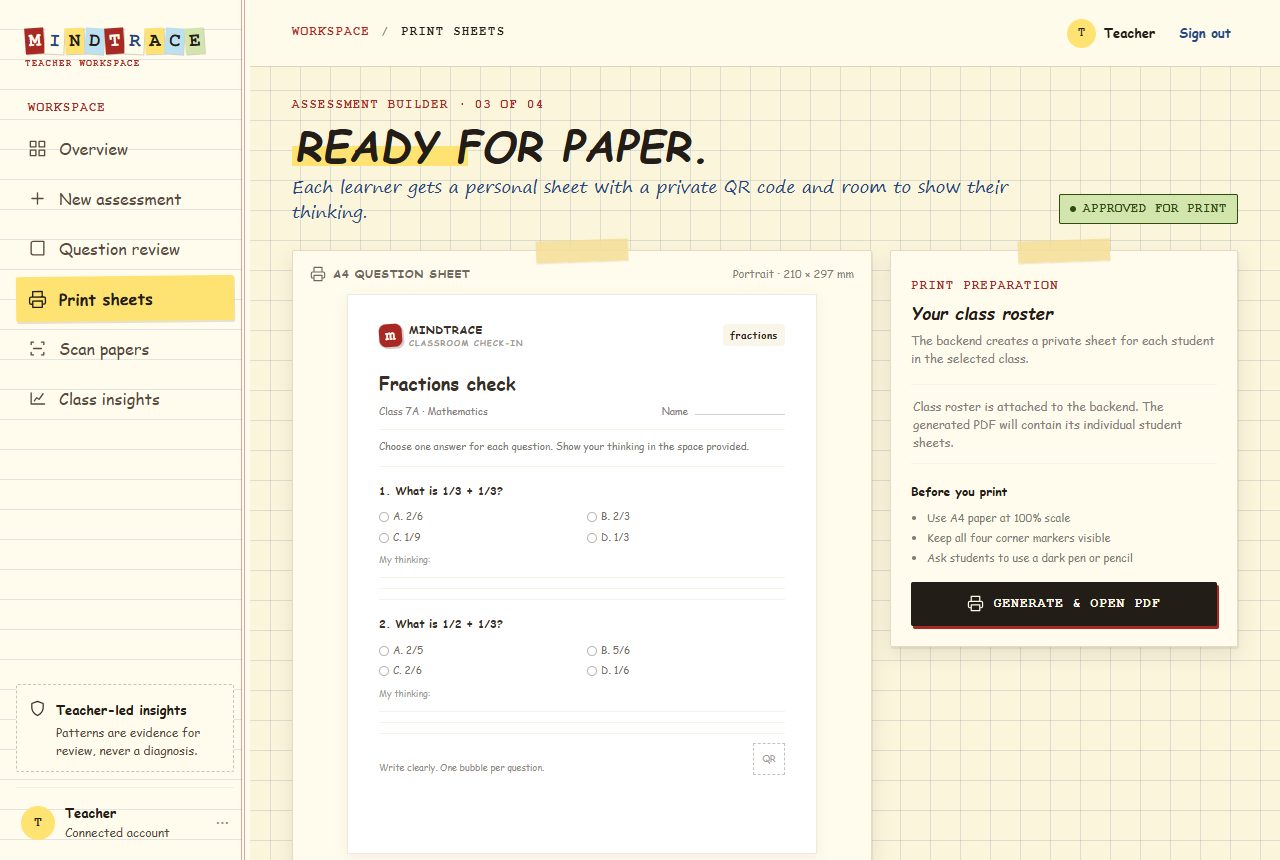 MINDTRACE
TEACHER WORKSPACE
WORKSPACE
Overview
New assessment
Question review
Print sheets
Scan papers
Class insights
Teacher-led insights
Patterns are evidence for
review, never a diagnosis.
T
Teacher
Connected account
...
WORKSPACE / PRINT SHEETS
T Teacher Sign out
ASSESSMENT BUILDER · 03 OF 04
READY FOR PAPER.
Each learner gets a personal sheet with a private QR code and room to show their
thinking.
• APPROVED FOR PRINT
A4 QUESTION SHEET
Portrait · 210 × 297 mm
m MINDTRACE
CLASSROOM CHECK-IN
fractions
Fractions check
Class 7A · Mathematics
Name
Choose one answer for each question. Show your thinking in the space provided.
1. What is 1/3 + 1/3?
A. 2/6 B. 2/3
C. 1/9 D. 1/3
My thinking:
2. What is 1/2 + 1/3?
A. 2/5 B. 5/6
C. 2/6 D. 1/6
My thinking:
Write clearly. One bubble per question.
QR
PRINT PREPARATION
Your class roster
The backend creates a private sheet for each student
in the selected class.
Class roster is attached to the backend. The
generated PDF will contain its individual student
sheets.
Before you print
• Use A4 paper at 100% scale
• Keep all four corner markers visible
• Ask students to use a dark pen or pencil
GENERATE & OPEN PDF